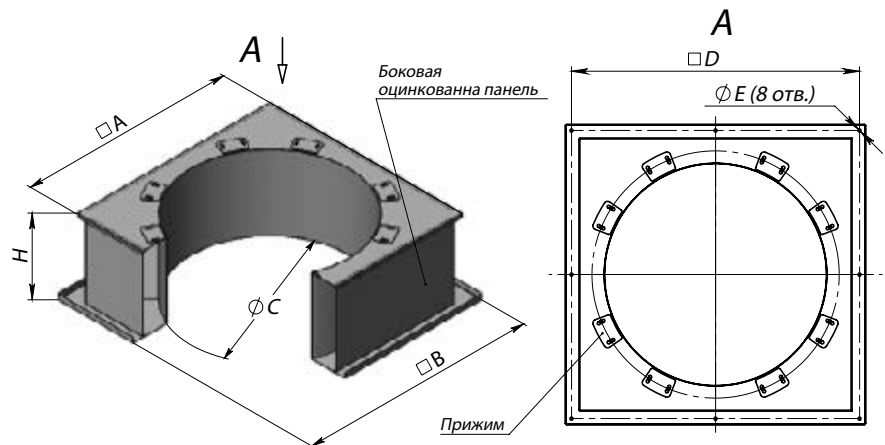 А
А
□A
Боковая
оцинкованна панель
□D
∅E (8 отв.)
H
∅C
□B
Прижим